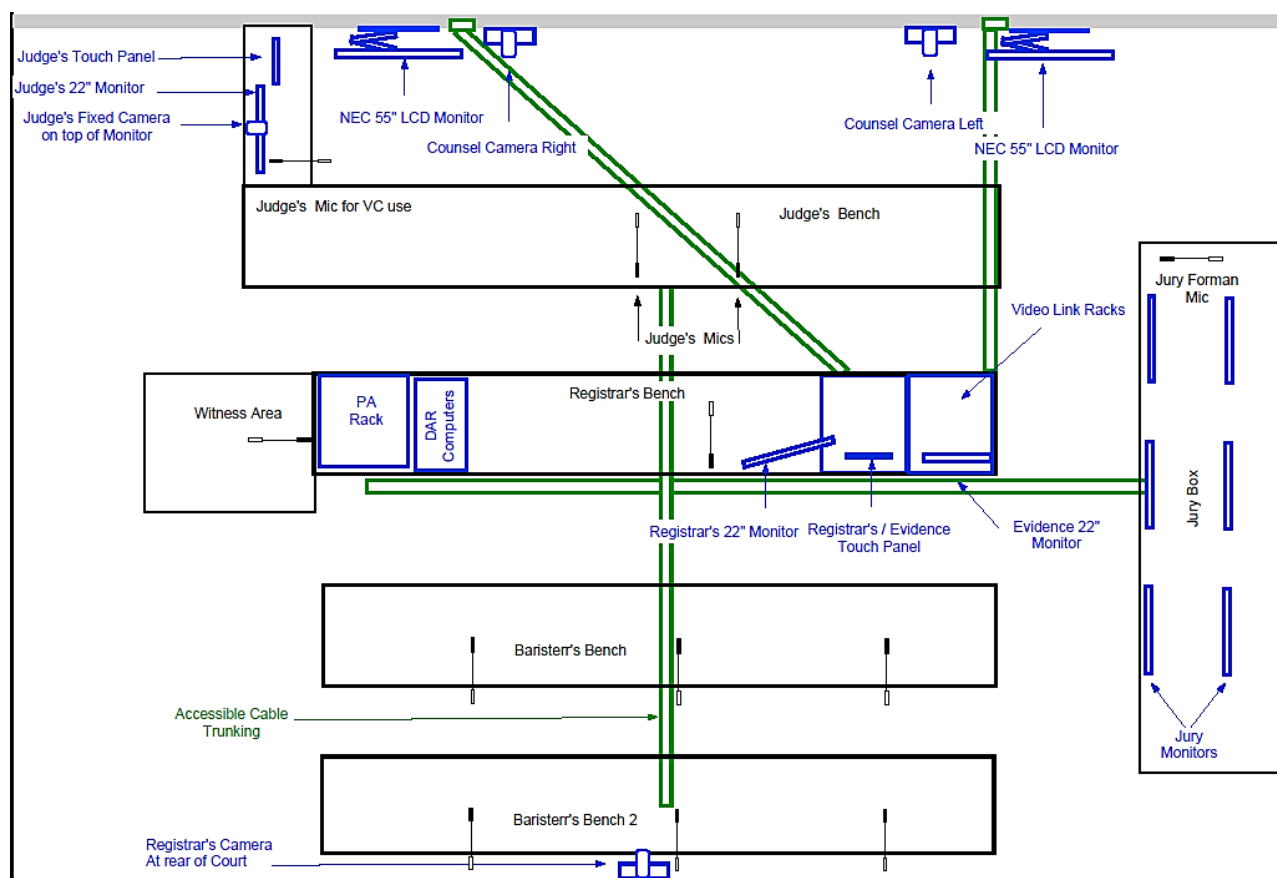 Judge's Touch Panel
Judge's 22" Monitor
Judge's Fixed Camera
on top of Monitor
NEC 55" LCD Monitor
Counsel Camera Right
Counsel Camera Left
NEC 55" LCD Monitor
Judge's Mic for VC use
Judge's Bench
Jury Forman
Mic
Video Link Racks
Judge's Mics
Witness Area
PA
Rack
DAR
Computers
Registrar's Bench
Jury Box
Registrar's 22" Monitor
Registrar's / Evidence
Touch Panel
Evidence 22"
Monitor
Baristerr's Bench
Accessible Cable
Trunking
Jury
Monitors
Baristerr's Bench 2
Registrar's Camera
At rear of Court